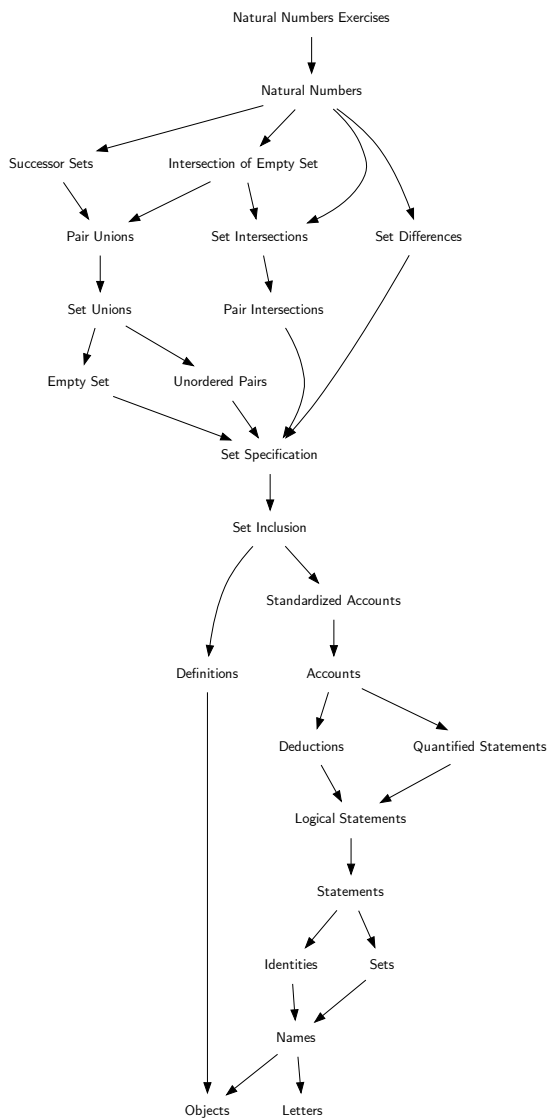 Natural Numbers Exercises
Natural Numbers
Successor Sets
Intersection of Empty Set
Pair Unions
Set Intersections
Set Differences
Set Unions
Pair Intersections
Empty Set
Unordered Pairs
Set Specification
Set Inclusion
Standardized Accounts
Definitions
Accounts
Deductions
Quantified Statements
Logical Statements
Statements
Identities
Sets
Names
Objects
Letters